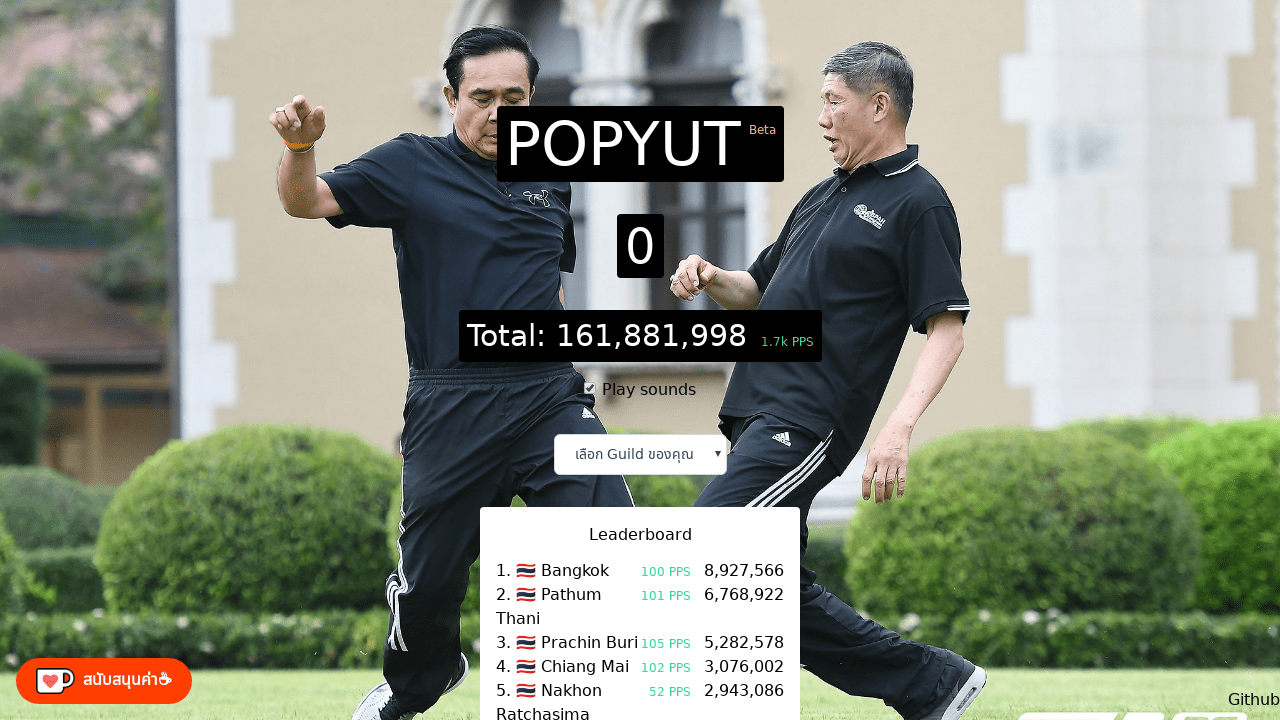 POPYUT Beta
0
Total: 161,881,998 1.7k PPS
Play sounds
เลือก Guild ของคุณ
Leaderboard
1. 🇹🇭 Bangkok 100 PPS 8,927,566
2. 🇹🇭 Pathum Thani 101 PPS 6,768,922
3. 🇹🇭 Prachin Buri 105 PPS 5,282,578
4. 🇹🇭 Chiang Mai 102 PPS 3,076,002
5. 🇹🇭 Nakhon Ratchasima 52 PPS 2,943,086
สนับสนุนค่า☕
Github